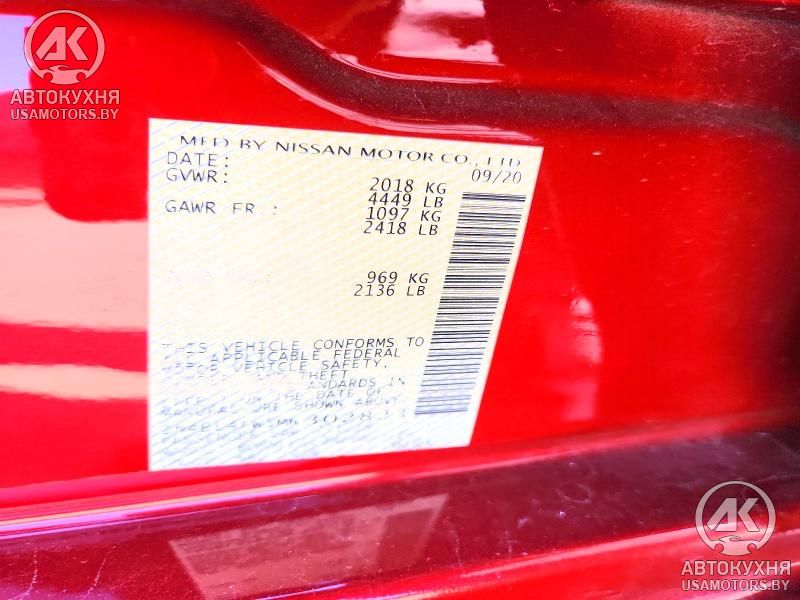 AK
АВТОКУХНЯ
USAMOTORS.BY
MFD BY NISSAN MOTOR CO., LTD
DATE: 09/20
GVWR: 2018 KG
4449 LB
GAWR FR.: 1097 KG
2418 LB
969 KG
2136 LB
THIS VEHICLE CONFORMS TO
APPLICABLE FEDERAL
VEHICLE SAFETY,
THEFT
IN
THE DATE OF
SHOWN ABOVE
AK
АВТОКУХНЯ
USAMOTORS.BY